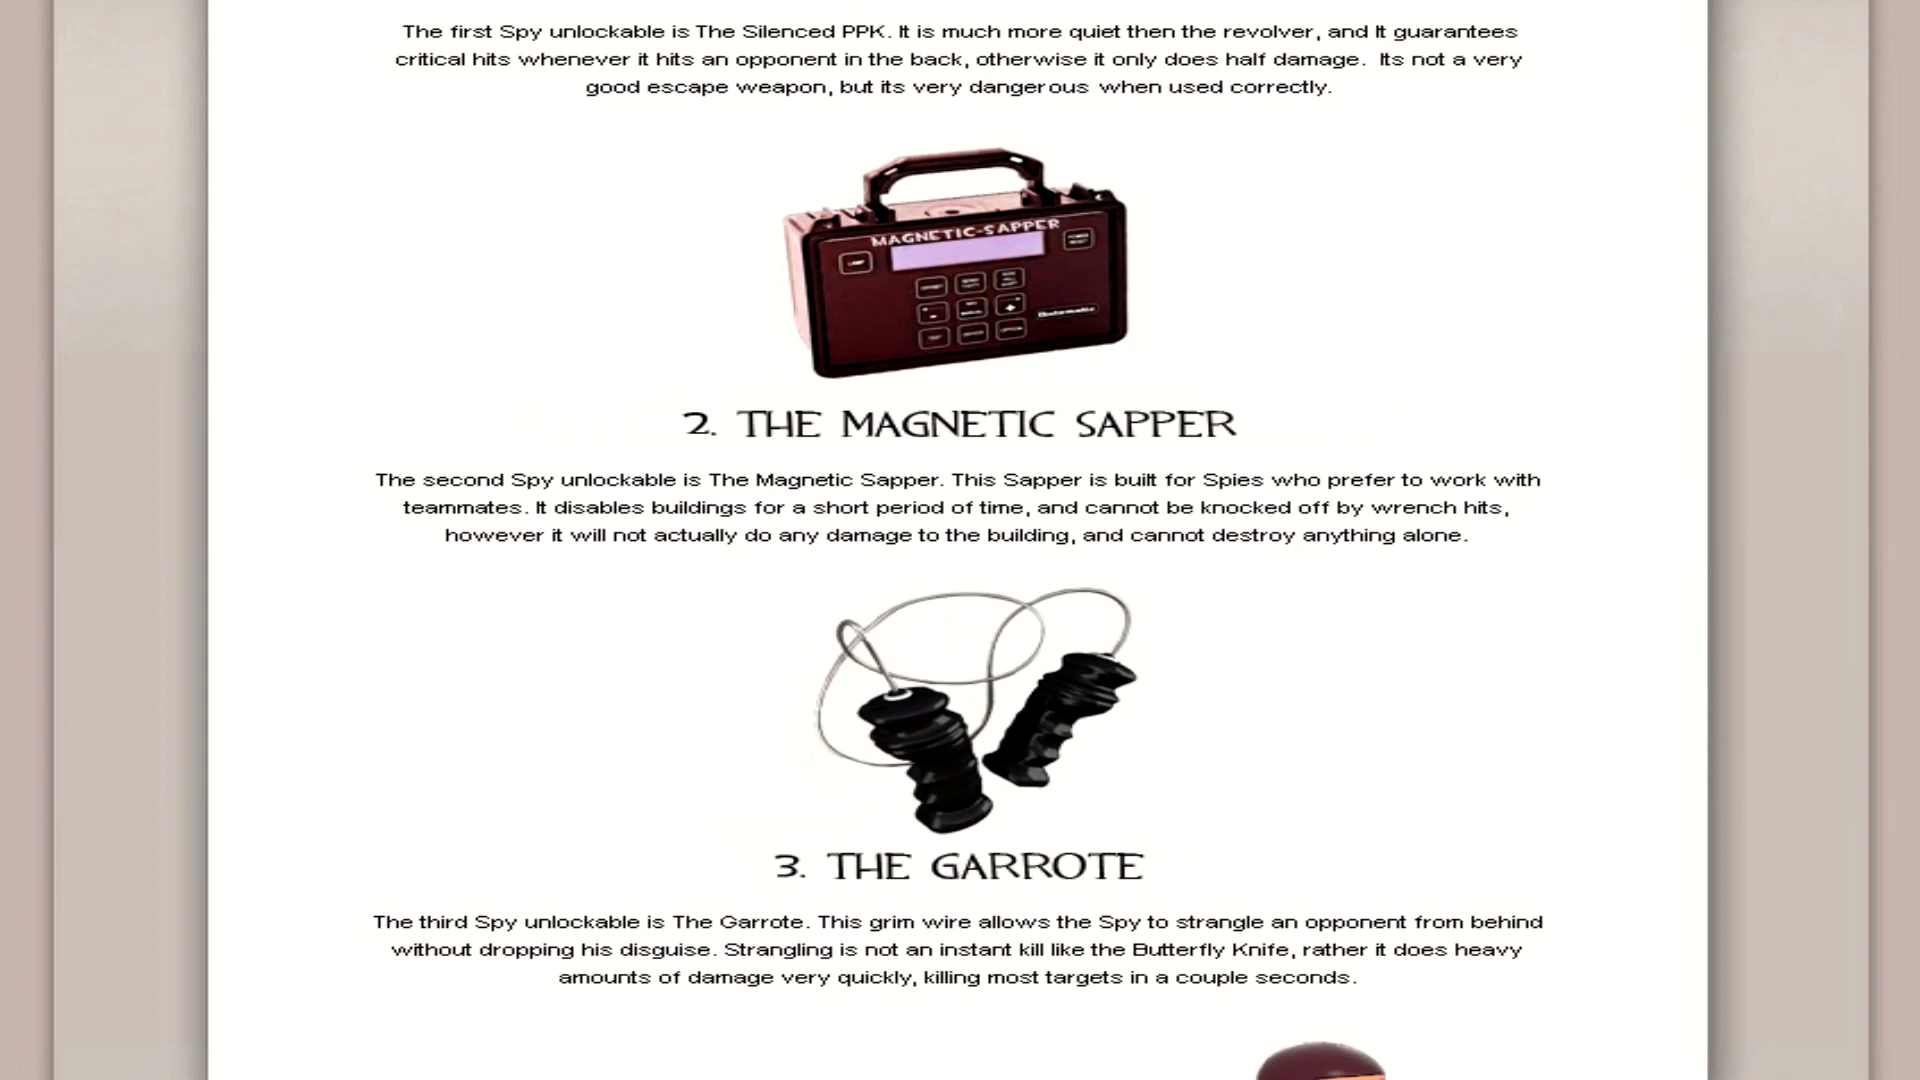 The first Spy unlockable is The Silenced PPK. It is much more quiet then the revolver, and It guarantees
critical hits whenever it hits an opponent in the back, otherwise it only does half damage. Its not a very
good escape weapon, but its very dangerous when used correctly.
MAGNETIC-SAPPER
2. THE MAGNETIC SAPPER
The second Spy unlockable is The Magnetic Sapper. This Sapper is built for Spies who prefer to work with
teammates. It disables buildings for a short period of time, and cannot be knocked off by wrench hits,
however it will not actually do any damage to the building, and cannot destroy anything alone.
3. THE GARROTE
The third Spy unlockable is The Garrote. This grim wire allows the Spy to strangle an opponent from behind
without dropping his disguise. Strangling is not an instant kill like the Butterfly Knife, rather it does heavy
amounts of damage very quickly, killing most targets in a couple seconds.